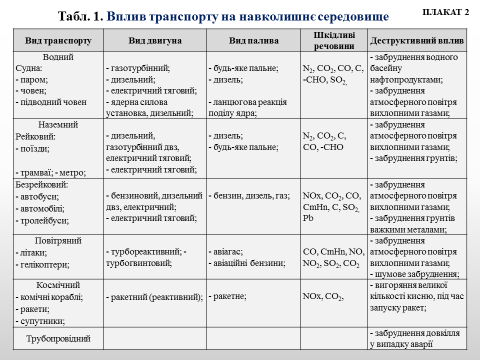 ПЛАКАТ 2
Табл. 1. Вплив транспорту на навколишнє середовище
Вид транспорту
Вид двигуна
Вид палива
Шкідливі
речовини
Деструктивний вплив
Водний
Судна:
- паром;
- човен;
- підводний човен
- газотурбінний;
- дизельний;
- електричний тяговий;
- ядерна силова
установка, дизельний;
- будь-яке пальне;
- дизель;
ланцюгова реакція
поділу ядра;
N2, CO2, CO, C,
-CHO, SO2,
- забруднення водного
басейну
нафтопродуктами;
- забруднення
атмосферного повітря
вихлопними газами;
Наземний
Рейковий:
- поїзди,
- трамваї; - метро;
- дизельний,
газотурбінний двз,
електричний тяговий;
- електричний тяговий;
- дизель;
- будь-яке пальне;
N2, CO2, C,
CO, -CHO
- забруднення
атмосферного повітря
вихлопними газами;
- забруднення грунтів;
Безрейковий:
- автобуси;
- автомобілі;
- тролейбуси;
- бензиновий, дизельний
двз, електричний;
- електричний тяговий;
- бензин, дизель, газ;
NOx, CO2, CO,
CmHn, C, SO2,
Pb
- забруднення
атмосферного повітря
вихлопними газами;
- забруднення грунтів
важкими металами;
Повітряний
- літаки;
- гелікоптери;
- турбореактивний; -
турбогвинтовий;
- авіагас;
- авіаційні бензини;
CO, CmHn, NO,
NO2, SO2, CO2
- забруднення
атмосферного повітря
вихлопними газами;
- шумове забруднення;
Космічний
- комічні кораблі;
- ракети;
- супутники;
- ракетний (реактивний);
- ракетне;
NOx, CO2,
- вигоряння великої
кількості кисню, під час
запуску ракет;
Трубопровідний
- забруднення довкілля
у випадку аварії